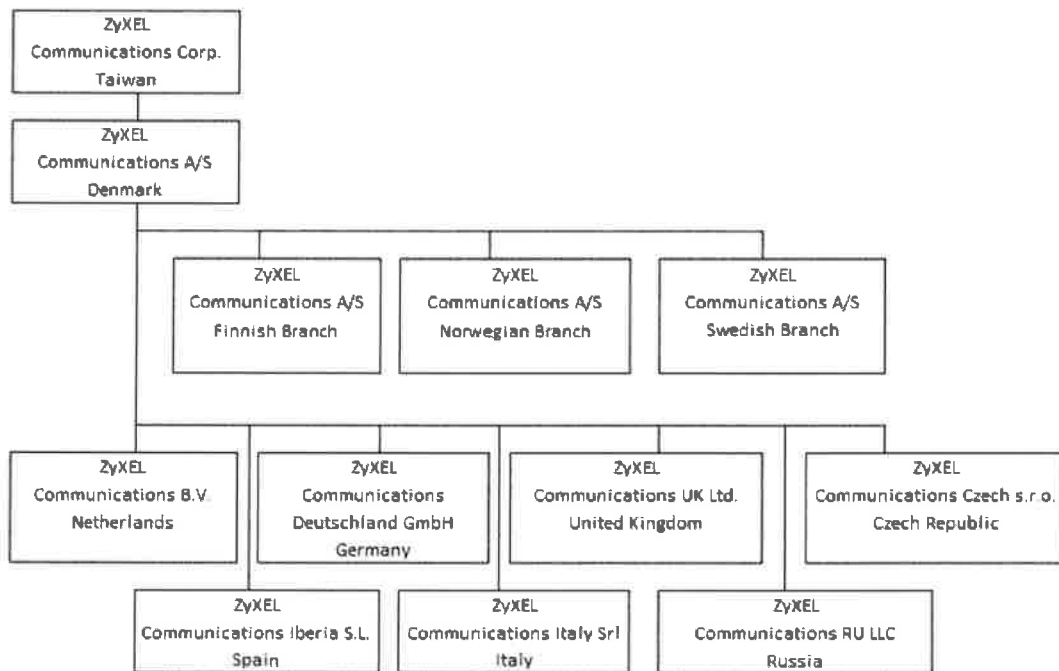 ZyXEL
Communications Corp.
Taiwan
ZyXEL
Communications A/S
Denmark
ZyXEL
Communications A/S
Finnish Branch
ZyXEL
Communications A/S
Norwegian Branch
ZyXEL
Communications A/S
Swedish Branch
ZyXEL
Communications B.V.
Netherlands
ZyXEL
Communications
Deutschland GmbH
Germany
ZyXEL
Communications UK Ltd.
United Kingdom
ZyXEL
Communications Czech s.r.o.
Czech Republic
ZyXEL
Communications Iberia S.L.
Spain
ZyXEL
Communications Italy Srl
Italy
ZyXEL
Communications RU LLC
Russia